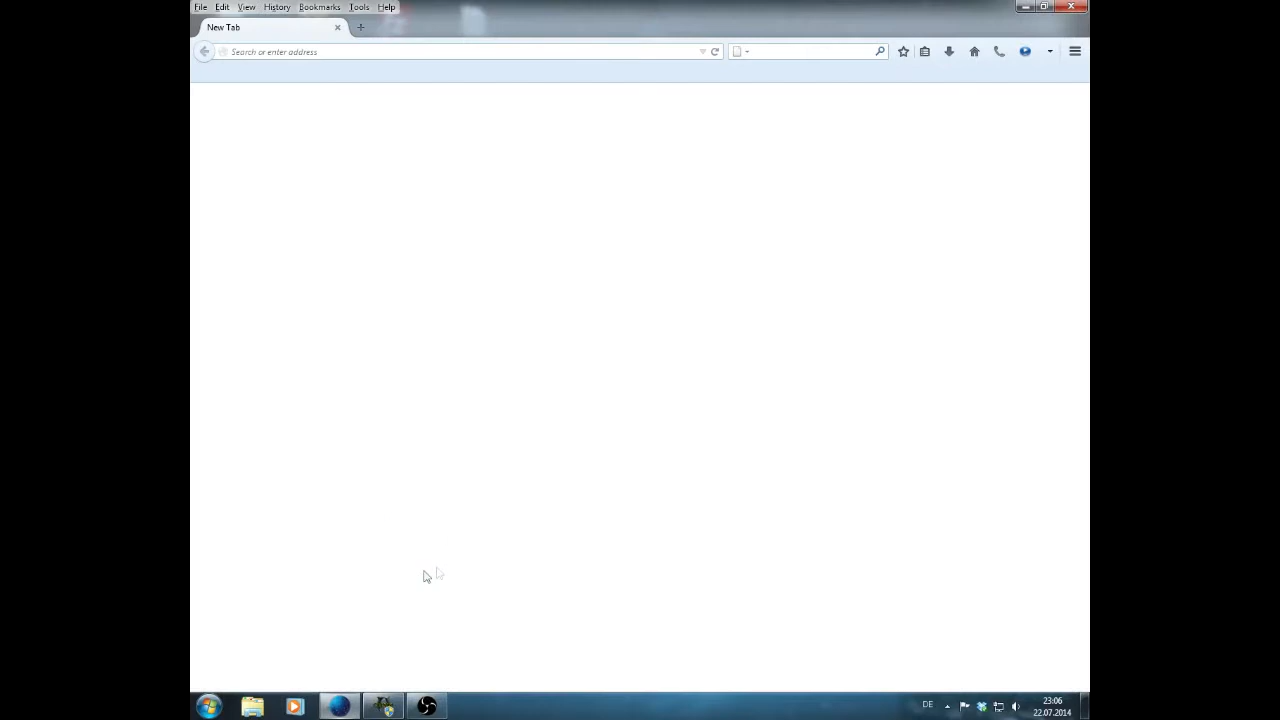 File Edit View History Bookmarks Tools Help
New Tab
Search or enter address
DE
23:06
22.07.2014